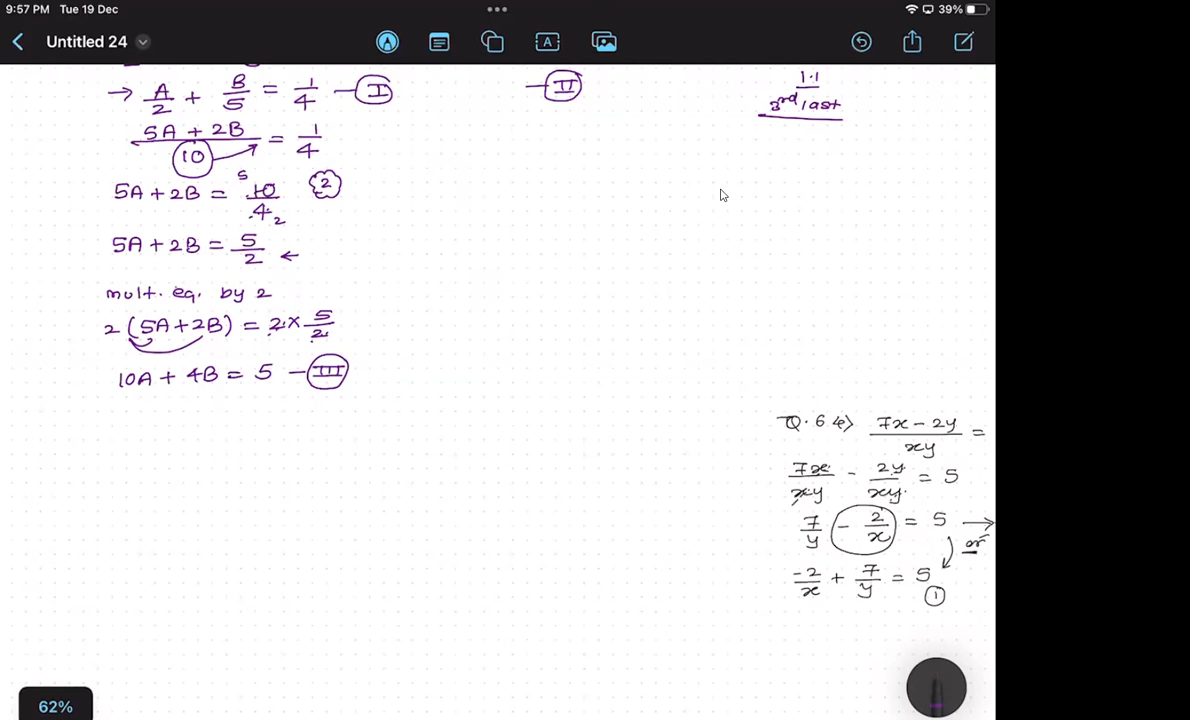 9:57 PM Tue 19 Dec
39%
Untitled 24
→ A/2 + B/5 = 1/4 — I
(5A + 2B)/10 = 1/4
5A + 2B = 5 10/4 2 2
5A + 2B = 5/2 ←
mult. eq. by 2
2 (5A + 2B) = 2 × 5/2
10A + 4B = 5 — III
— II
1.1
3rd last
Q. 6 (7x − 2y)/xy =
7x/xy − 2y/xy = 5
7/y − 2/x = 5 →
or
−2/x + 7/y = 5
1
62%